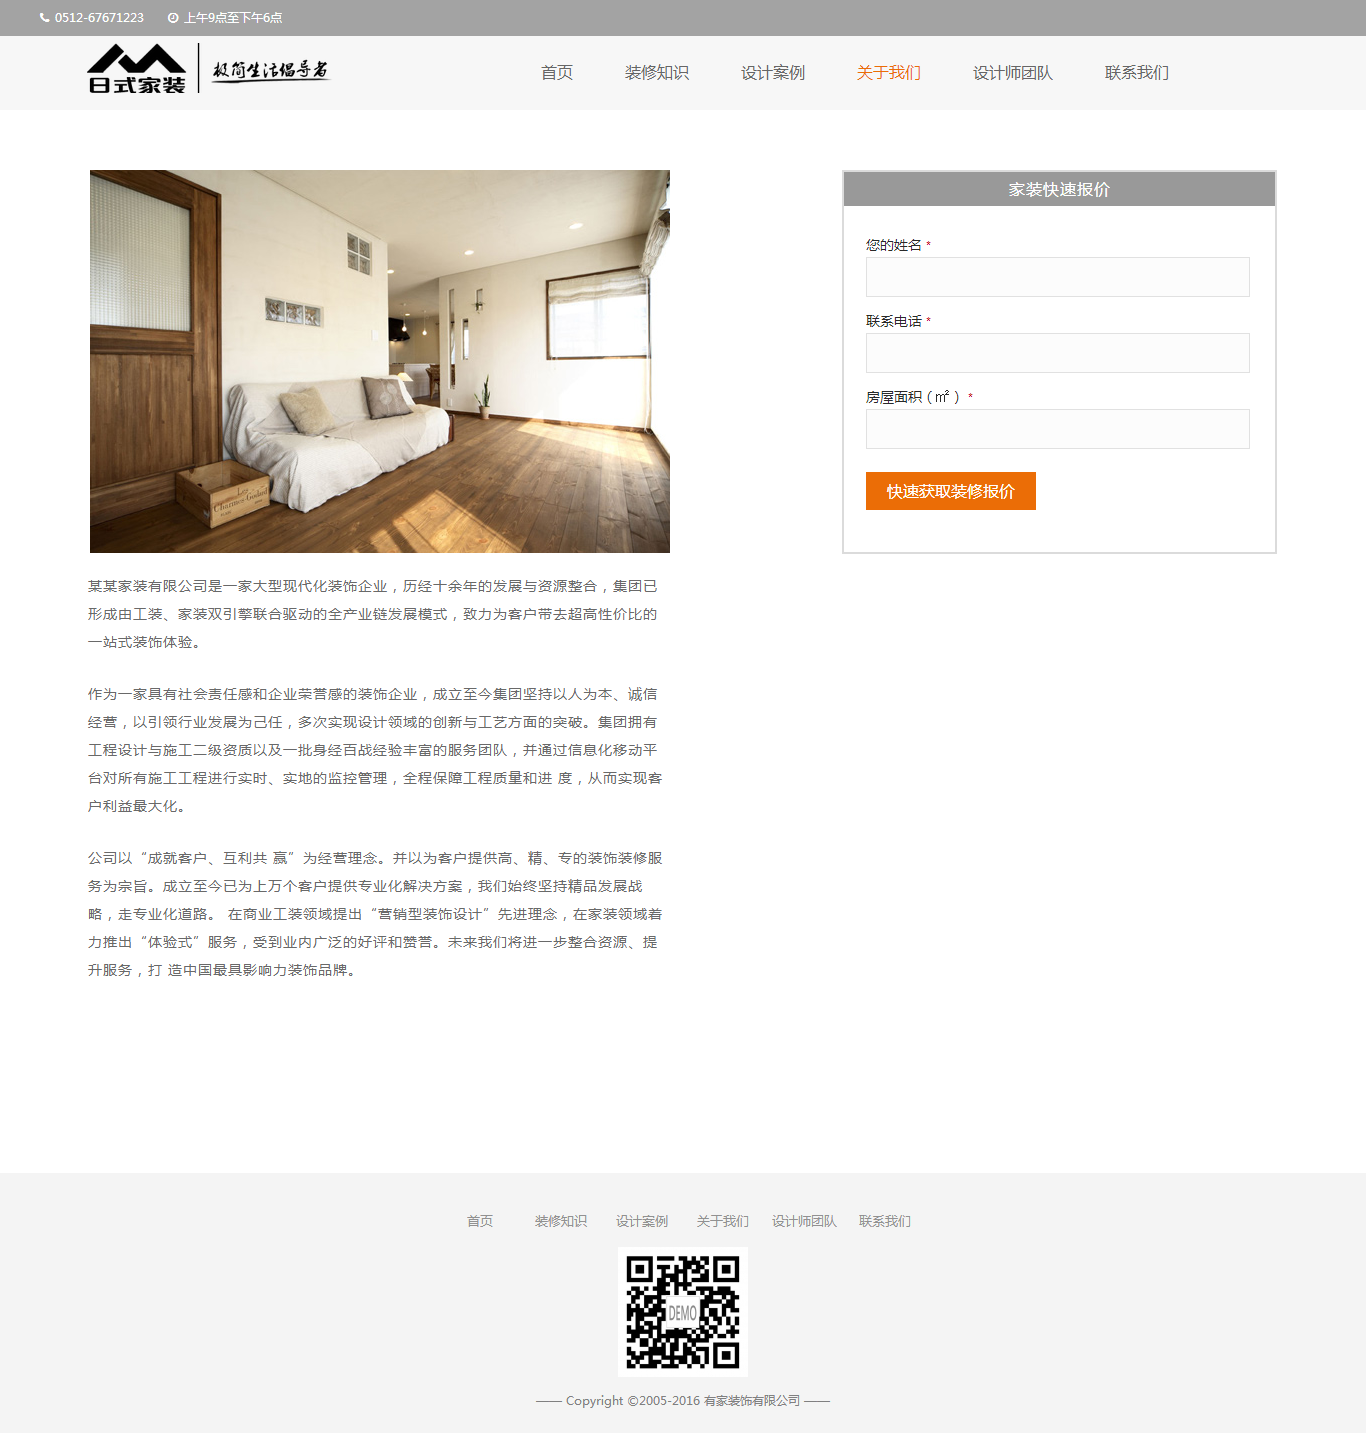 0512-67671223 上午9点至下午6点
日式家装 极简生活倡导者
首页 装修知识 设计案例 关于我们 设计师团队 联系我们
家装快速报价
您的姓名 *
联系电话 *
房屋面积（㎡） *
快速获取装修报价
某某家装有限公司是一家大型现代化装饰企业，历经十余年的发展与资源整合，集团已
形成由工装、家装双引擎联合驱动的全产业链发展模式，致力为客户带去超高性价比的
一站式装饰体验。
作为一家具有社会责任感和企业荣誉感的装饰企业，成立至今集团坚持以人为本、诚信
经营，以引领行业发展为己任，多次实现设计领域的创新与工艺方面的突破。集团拥有
工程设计与施工二级资质以及一批身经百战经验丰富的服务团队，并通过信息化移动平
台对所有施工工程进行实时、实地的监控管理，全程保障工程质量和进 度，从而实现客
户利益最大化。
公司以“成就客户、互利共 赢”为经营理念。并以为客户提供高、精、专的装饰装修服
务为宗旨。成立至今已为上万个客户提供专业化解决方案，我们始终坚持精品发展战
略，走专业化道路。 在商业工装领域提出“营销型装饰设计”先进理念，在家装领域着
力推出“体验式”服务，受到业内广泛的好评和赞誉。未来我们将进一步整合资源、提
升服务，打 造中国最具影响力装饰品牌。
首页 装修知识 设计案例 关于我们 设计师团队 联系我们
DEMO
—— Copyright ©2005-2016 有家装饰有限公司 ——